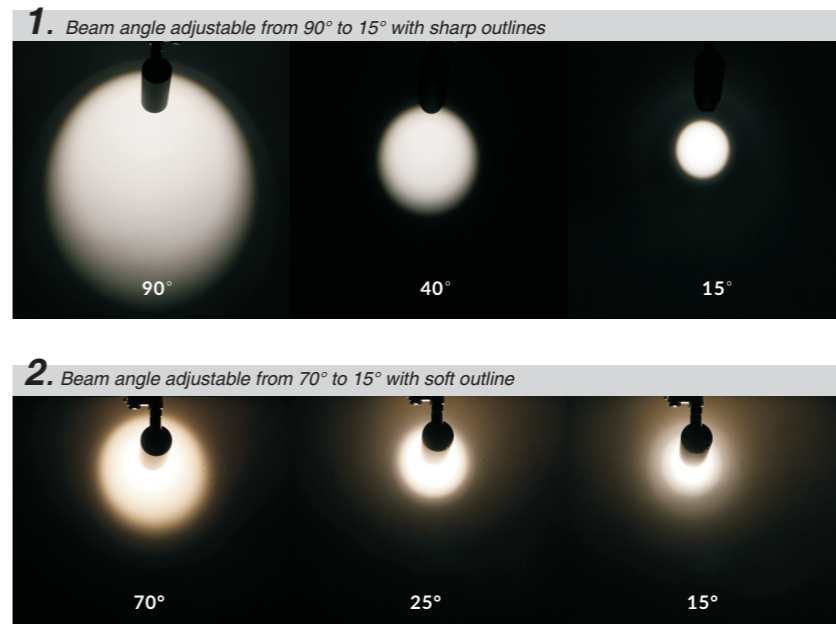 1. Beam angle adjustable from 90° to 15° with sharp outlines
90° 40° 15°
2. Beam angle adjustable from 70° to 15° with soft outline
70° 25° 15°